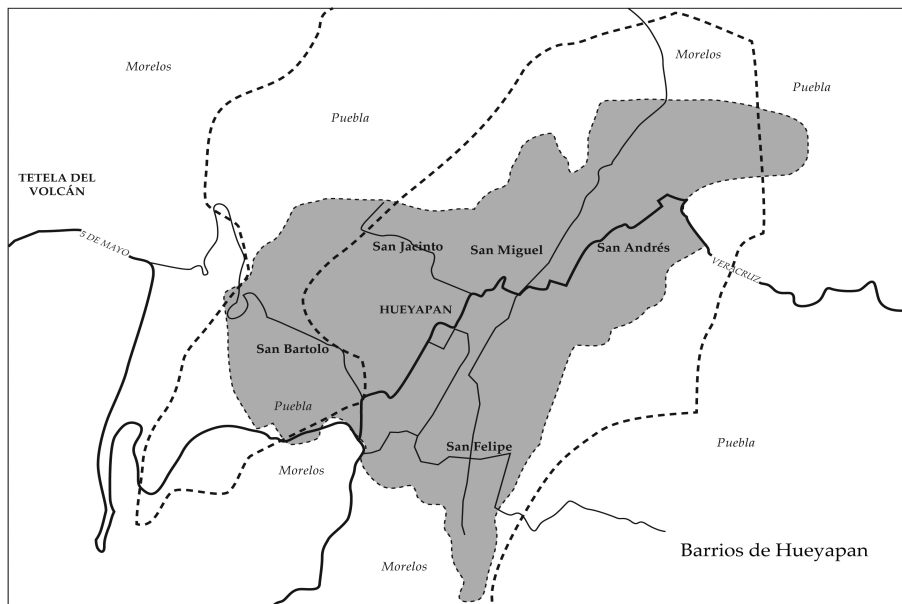 Morelos
Morelos
Puebla
Puebla
TETELA DEL
VOLCÁN
5 DE MAYO
San Jacinto
San Miguel
San Andrés
VERACRUZ
HUEYAPAN
San Bartolo
Puebla
San Felipe
Puebla
Morelos
Morelos
Barrios de Hueyapan